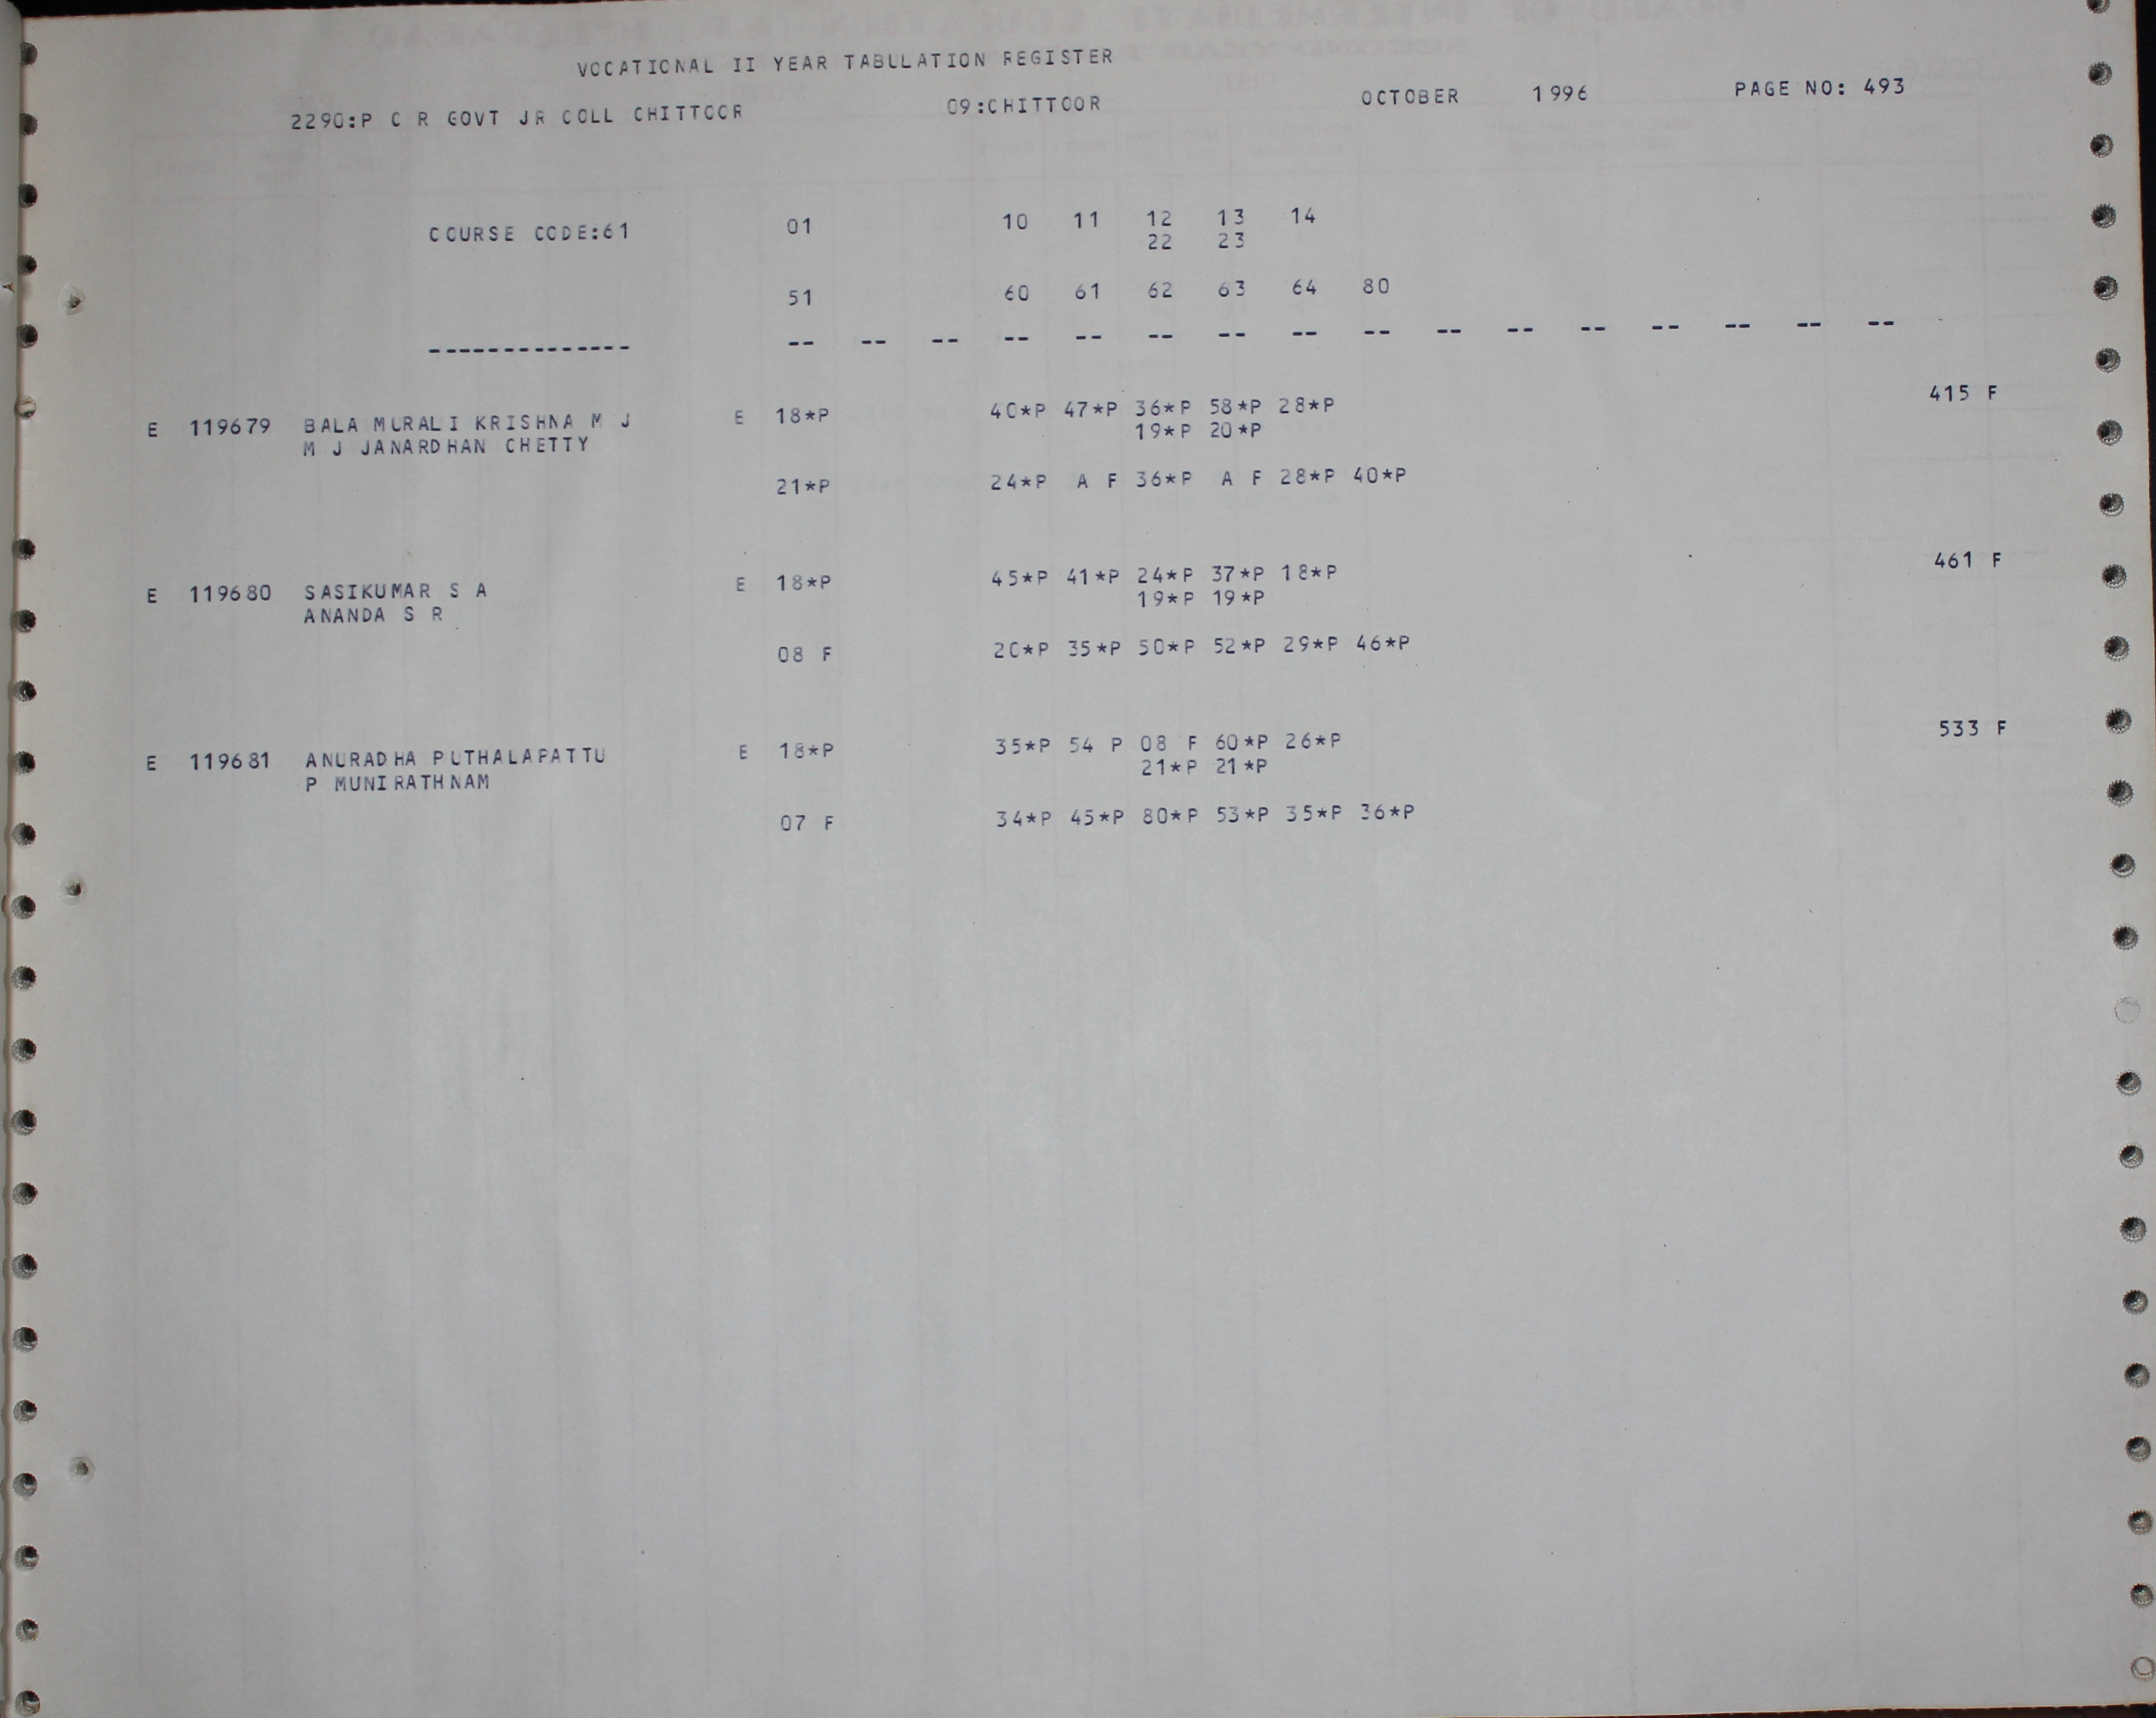 VOCATIONAL II YEAR TABULATION REGISTER
2290:P C R GOVT JR COLL CHITTOOR 09:CHITTOOR OCTOBER 1996 PAGE NO: 493
COURSE CODE:61 01 10 11 12 13 14
22 23
51 60 61 62 63 64 80
-------------- -- -- -- -- -- -- -- -- -- -- -- -- -- -- -- --
E 119679 BALA MURALI KRISHNA M J E 18*P 40*P 47*P 36*P 58*P 28*P 415 F
M J JANARDHAN CHETTY 19*P 20*P
21*P 24*P A F 36*P A F 28*P 40*P
E 119680 SASIKUMAR S A E 18*P 45*P 41*P 24*P 37*P 18*P 461 F
ANANDA S R 19*P 19*P
08 F 20*P 35*P 50*P 52*P 29*P 46*P
E 119681 ANURADHA PUTHALAPATTU E 18*P 35*P 54 P 08 F 60*P 26*P 533 F
P MUNIRATHNAM 21*P 21*P
07 F 34*P 45*P 80*P 53*P 35*P 36*P